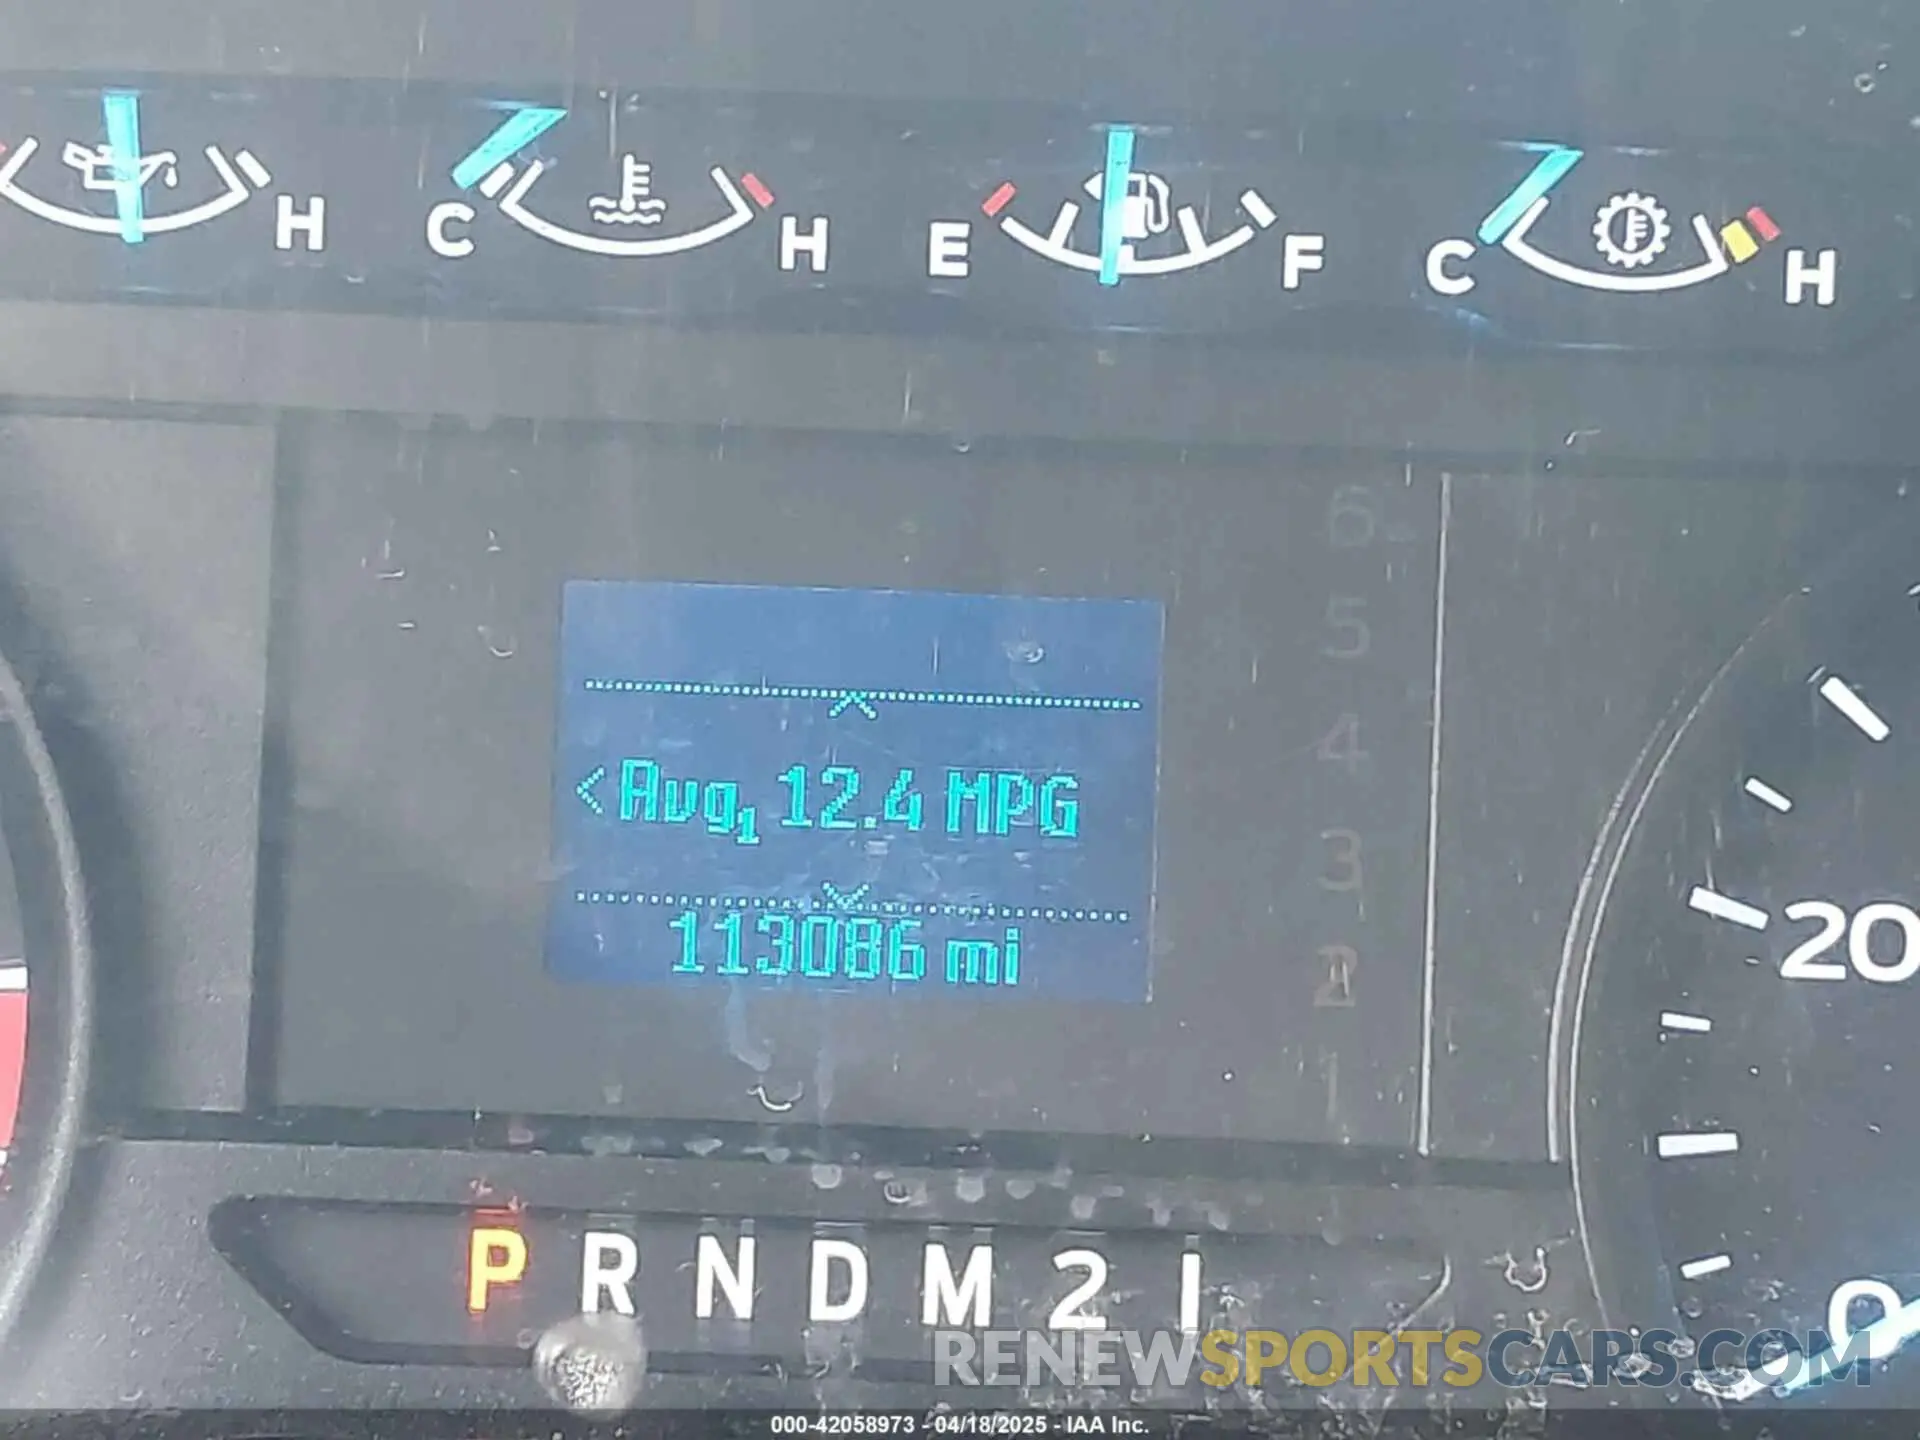 H C H E F C H
6
5
4
<Avg1 12.4 MPG
3
20
113086 mi
2
1
P R N D M 2 1
0
RENEWSPORTSCARS.COM
000-42058973 - 04/18/2025 - IAA Inc.